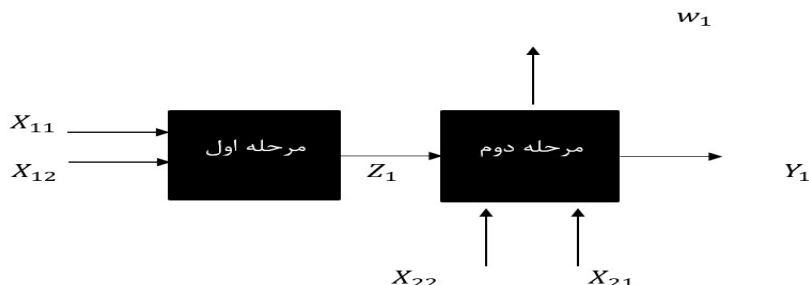 w₁
X₁₁
X₁₂
مرحله اول
Z₁
مرحله دوم
Y₁
X₂₂
X₂₁